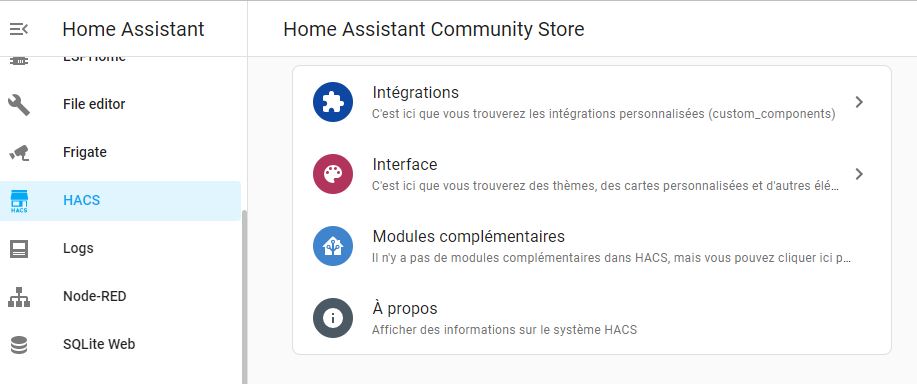 Home Assistant
Home Assistant Community Store
ESPHome
File editor
Frigate
HACS
HACS
Logs
Node-RED
SQLite Web
Intégrations
C'est ici que vous trouverez les intégrations personnalisées (custom_components)
Interface
C'est ici que vous trouverez des thèmes, des cartes personnalisées et d'autres élé...
Modules complémentaires
Il n'y a pas de modules complémentaires dans HACS, mais vous pouvez cliquer ici p...
À propos
Afficher des informations sur le système HACS